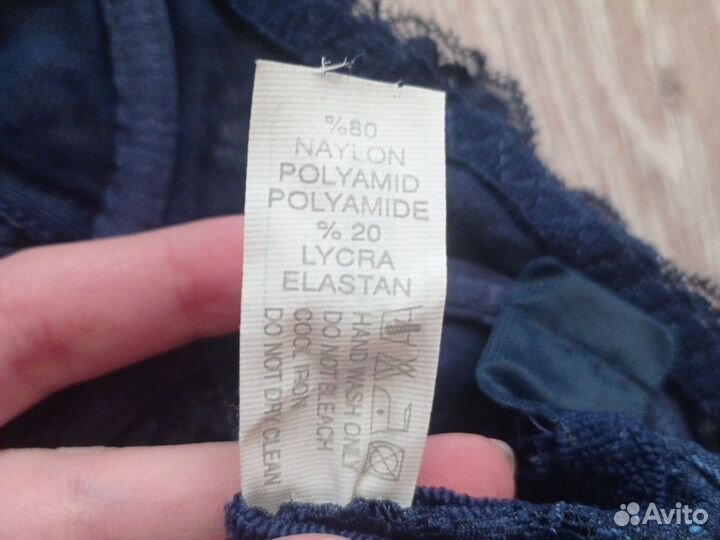 %80
NAYLON
POLYAMID
POLYAMIDE
% 20
LYCRA
ELASTAN
HAND WASH ONLY
DO NOT BLEACH
COOL IRON
DO NOT DRY CLEAN
Avito